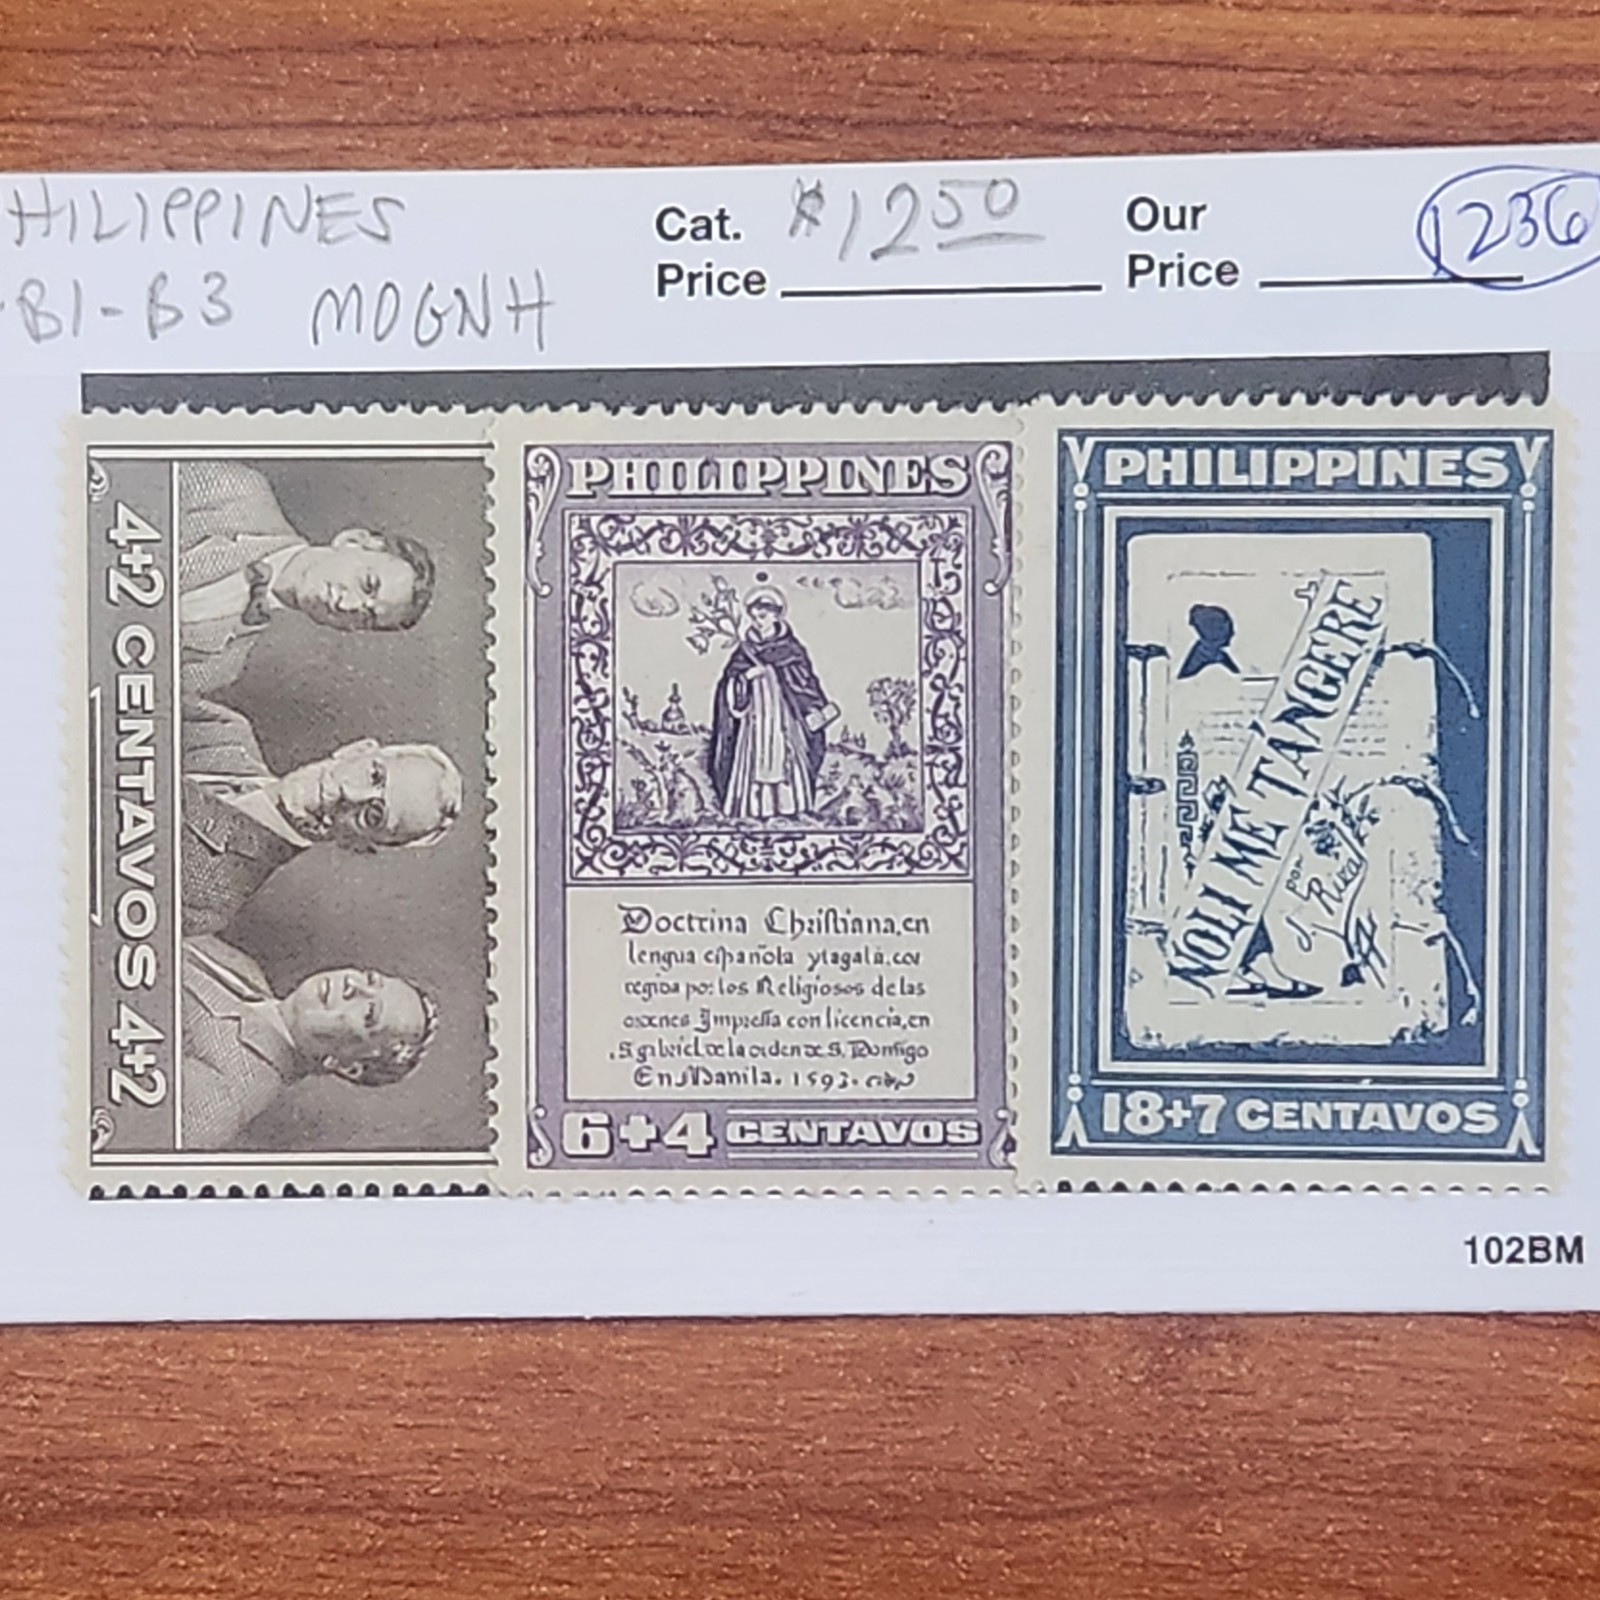 HILIPPINES
B1-B3 MOGNH
Cat.
Price $12.50
Our
Price 1236
4+2 CENTAVOS 4+2
PHILIPPINES
Doctrina Christiana, en
lengua española ytagala, cor
regida por los Religiosos de las
ordenes Impressa con licencia, en
S. gabriel de la orden de S. Domingo
En Manila. 1593.
6+4 CENTAVOS
PHILIPPINES
NOLI ME TANGERE
por
J. Rizal
18+7 CENTAVOS
102BM